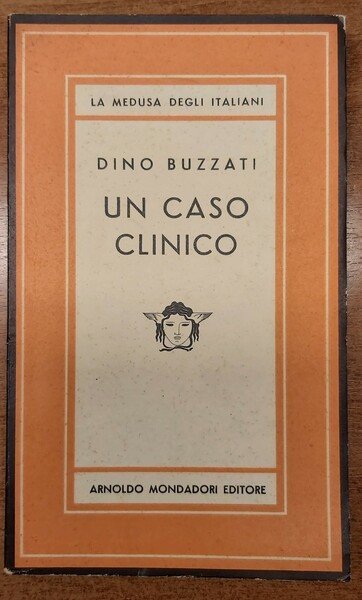 LA MEDUSA DEGLI ITALIANI
DINO BUZZATI
UN CASO
CLINICO
ARNOLDO MONDADORI EDITORE